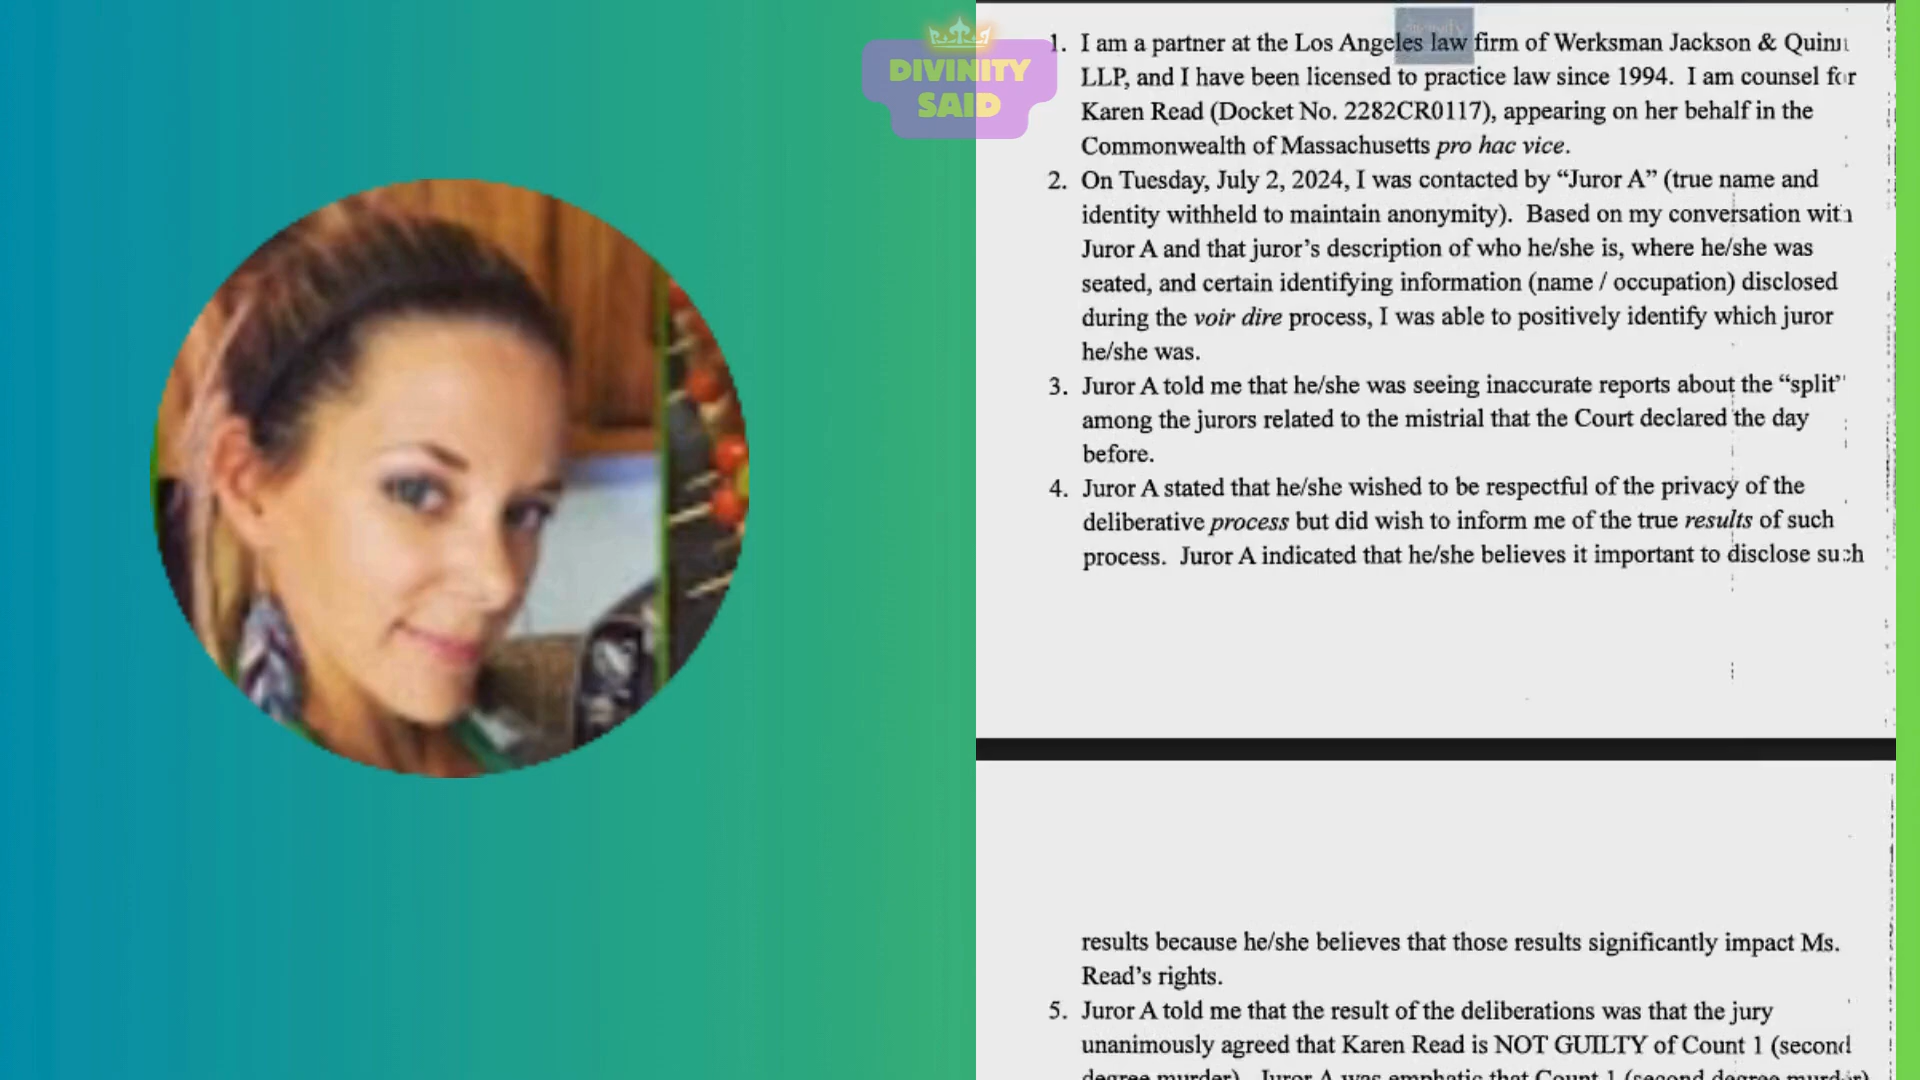 DIVINITY
SAID
1. I am a partner at the Los Angeles law firm of Werksman Jackson & Quinn
LLP, and I have been licensed to practice law since 1994. I am counsel for
Karen Read (Docket No. 2282CR0117), appearing on her behalf in the
Commonwealth of Massachusetts pro hac vice.
2. On Tuesday, July 2, 2024, I was contacted by “Juror A” (true name and
identity withheld to maintain anonymity). Based on my conversation with
Juror A and that juror’s description of who he/she is, where he/she was
seated, and certain identifying information (name / occupation) disclosed
during the voir dire process, I was able to positively identify which juror
he/she was.
3. Juror A told me that he/she was seeing inaccurate reports about the “split”
among the jurors related to the mistrial that the Court declared the day
before.
4. Juror A stated that he/she wished to be respectful of the privacy of the
deliberative process but did wish to inform me of the true results of such
process. Juror A indicated that he/she believes it important to disclose such
results because he/she believes that those results significantly impact Ms.
Read’s rights.
5. Juror A told me that the result of the deliberations was that the jury
unanimously agreed that Karen Read is NOT GUILTY of Count 1 (second
degree murder). Juror A was emphatic that Count 1 (second degree murder)